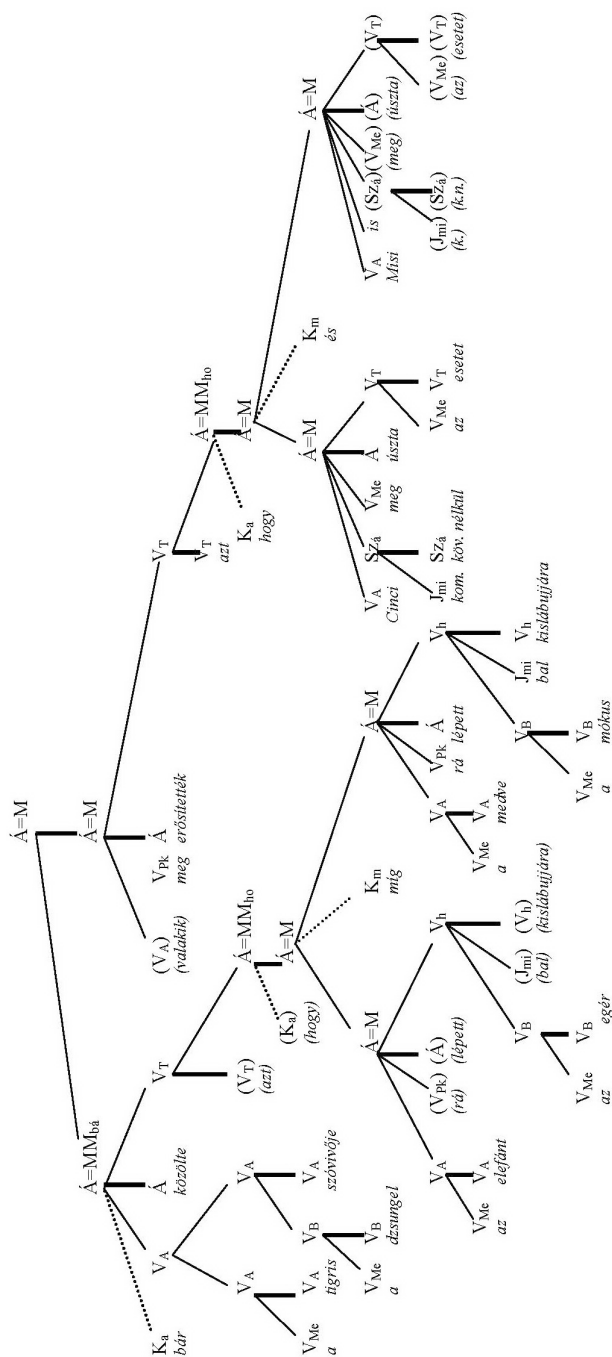 Á=M
Á=MMbá Á=M
Ka VA Á VT (VA) VPk Á VT
bár közölte (valakik) meg erősítették
VT Á=MMho
azt
VA VA (VT) Á=MMho Ka Á=M
(azt) hogy
VMe VA VB VA (Ka) Á=M Á=M Km Á=M
a tigris szóvivője (hogy) és
VMe VB
a dzsungel
Á=M Km Á=M VA SzÁ VMe Á VT VA is (SzÁ) (VMe) (Á) (VT)
míg Cinci meg úszta Misi (meg) (úszta)
VA (VPk) (Á) Vh VA VPk Á Vh Jmi SzÁ VMe VT (Jmi) (SzÁ) (VMe) (VT)
(rá) (lépett) rá lépett kom. köv. nélkül az esetet (k.) (k.n.) (az) (esetet)
VMe VA VB (Jmi) (Vh) VMe VA VB Jmi Vh
az elefánt (bal) (kislábujjára) a medve bal kislábujjára
VMe VB VMe VB
az egér a mókus